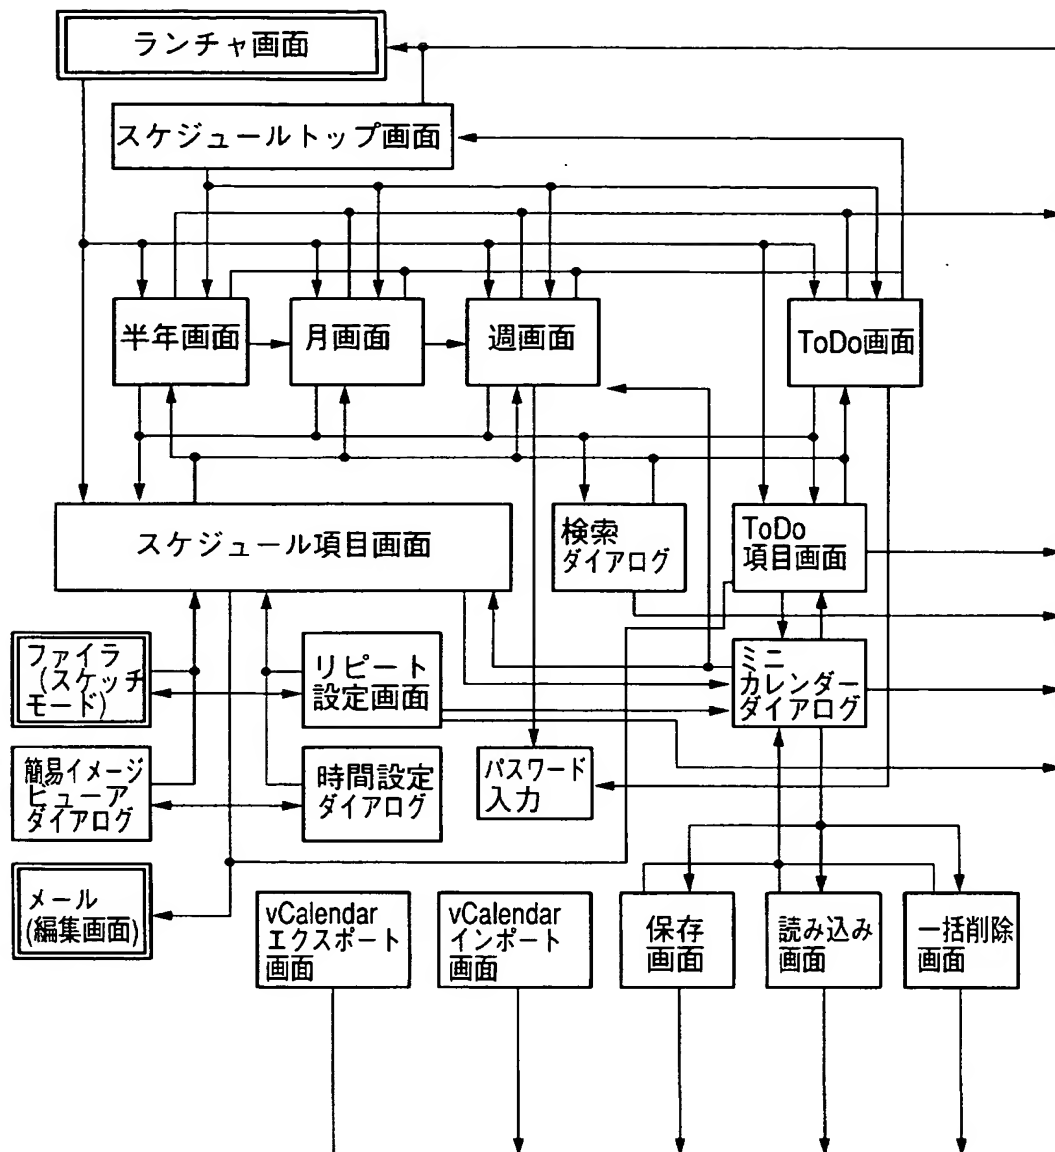 ランチャ画面
スケジュールトップ画面
半年画面
月画面
週画面
ToDo画面
スケジュール項目画面
検索
ダイアログ
ToDo
項目画面
ファイラ
(スケッチ
モード)
リピート
設定画面
ミニ
カレンダー
ダイアログ
簡易イメージ
ビューア
ダイアログ
時間設定
ダイアログ
パスワード
入力
メール
(編集画面)
vCalendar
エクスポート
画面
vCalendar
インポート
画面
保存
画面
読み込み
画面
一括削除
画面